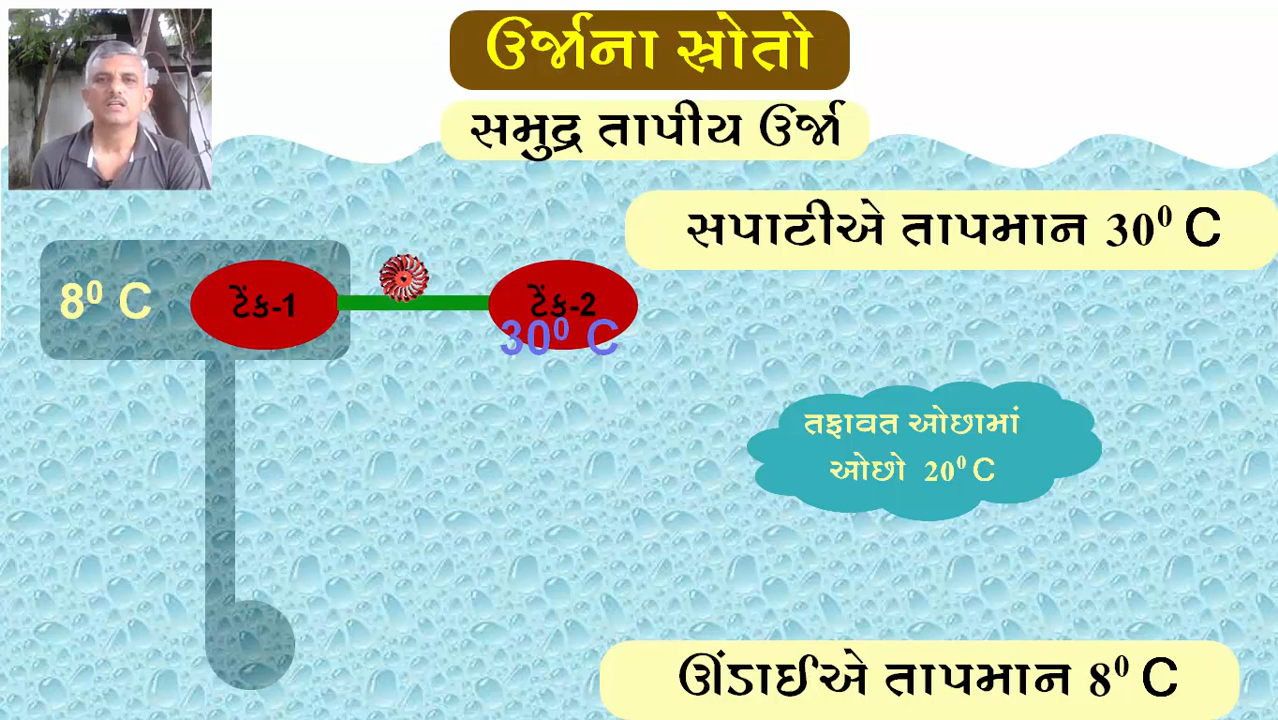 ઉર્જાના સ્રોતો
સમુદ્ર તાપીય ઉર્જા
સપાટીએ તાપમાન 30⁰ C
8⁰ C
ટેંક-1
ટેંક-2
30⁰ C
તફાવત ઓછામાં
ઓછો 20⁰ C
ઊંડાઈએ તાપમાન 8⁰ C